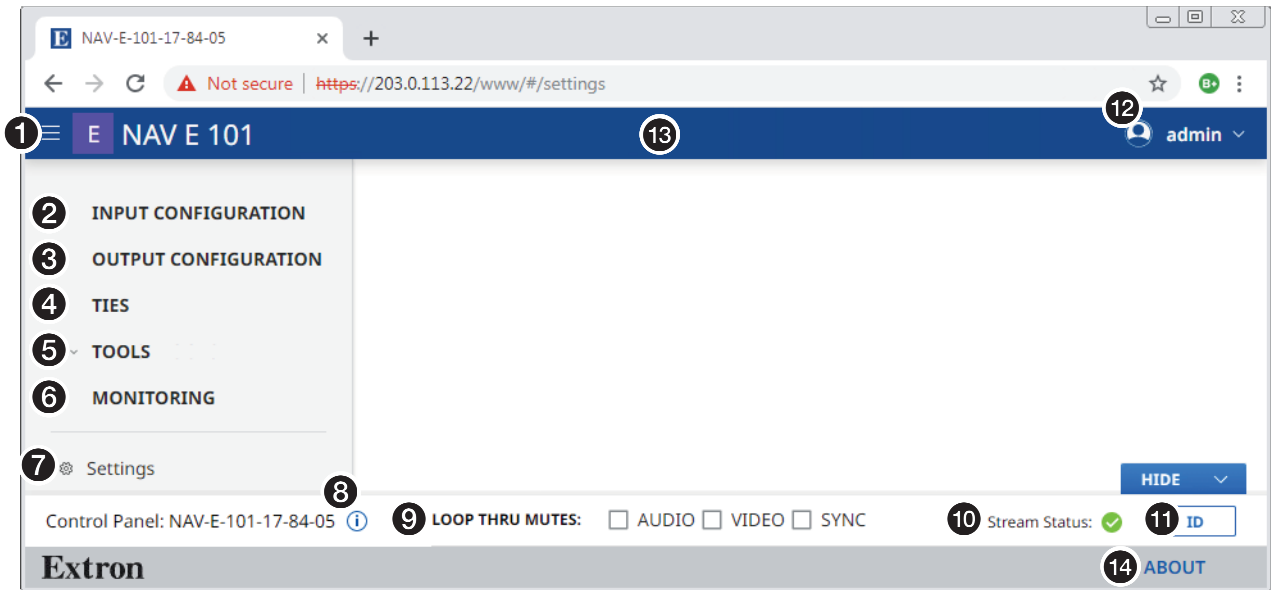 E NAV-E-101-17-84-05 × +
Not secure | https://203.0.113.22/www/#/settings B+
1 E NAV E 101 13 12 admin
2 INPUT CONFIGURATION
3 OUTPUT CONFIGURATION
4 TIES
5 TOOLS
6 MONITORING
7 Settings
HIDE
8
Control Panel: NAV-E-101-17-84-05 i 9 LOOP THRU MUTES: AUDIO VIDEO SYNC 10 Stream Status: 11 ID
Extron 14 ABOUT